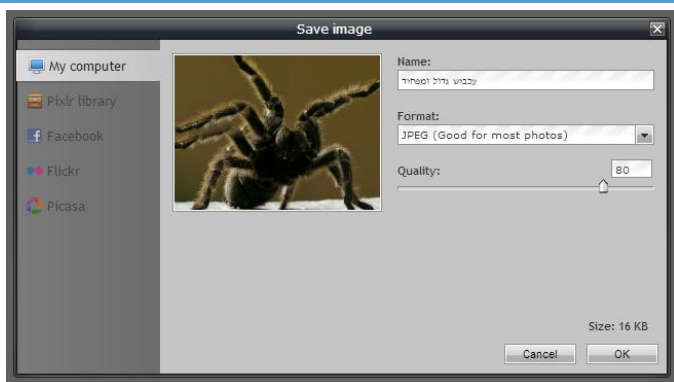 Save image
My computer
Pixlr library
Facebook
Flickr
Picasa
Name:
עכביש גדול ומפחיד
Format:
JPEG (Good for most photos)
Quality:
80
Size: 16 KB
Cancel
OK